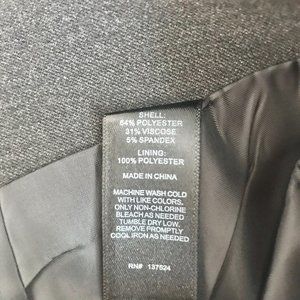 SHELL:
64% POLYESTER
31% VISCOSE
5% SPANDEX
LINING:
100% POLYESTER
MADE IN CHINA
MACHINE WASH COLD
WITH LIKE COLORS,
ONLY NON-CHLORINE
BLEACH AS NEEDED
TUMBLE DRY LOW,
REMOVE PROMPTLY
COOL IRON AS NEEDED
RN# 137524